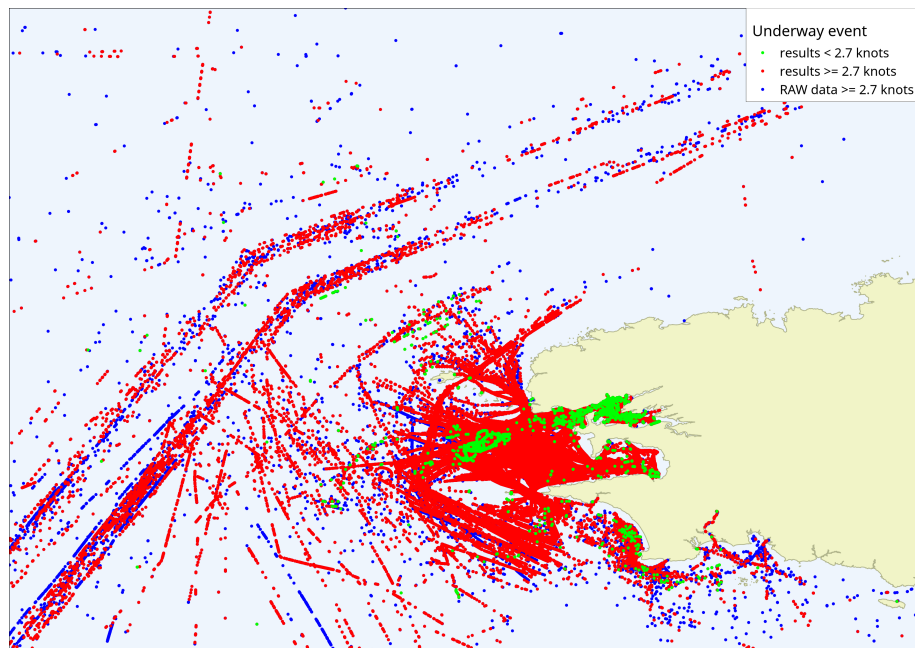 Underway event
results < 2.7 knots
results >= 2.7 knots
RAW data >= 2.7 knots